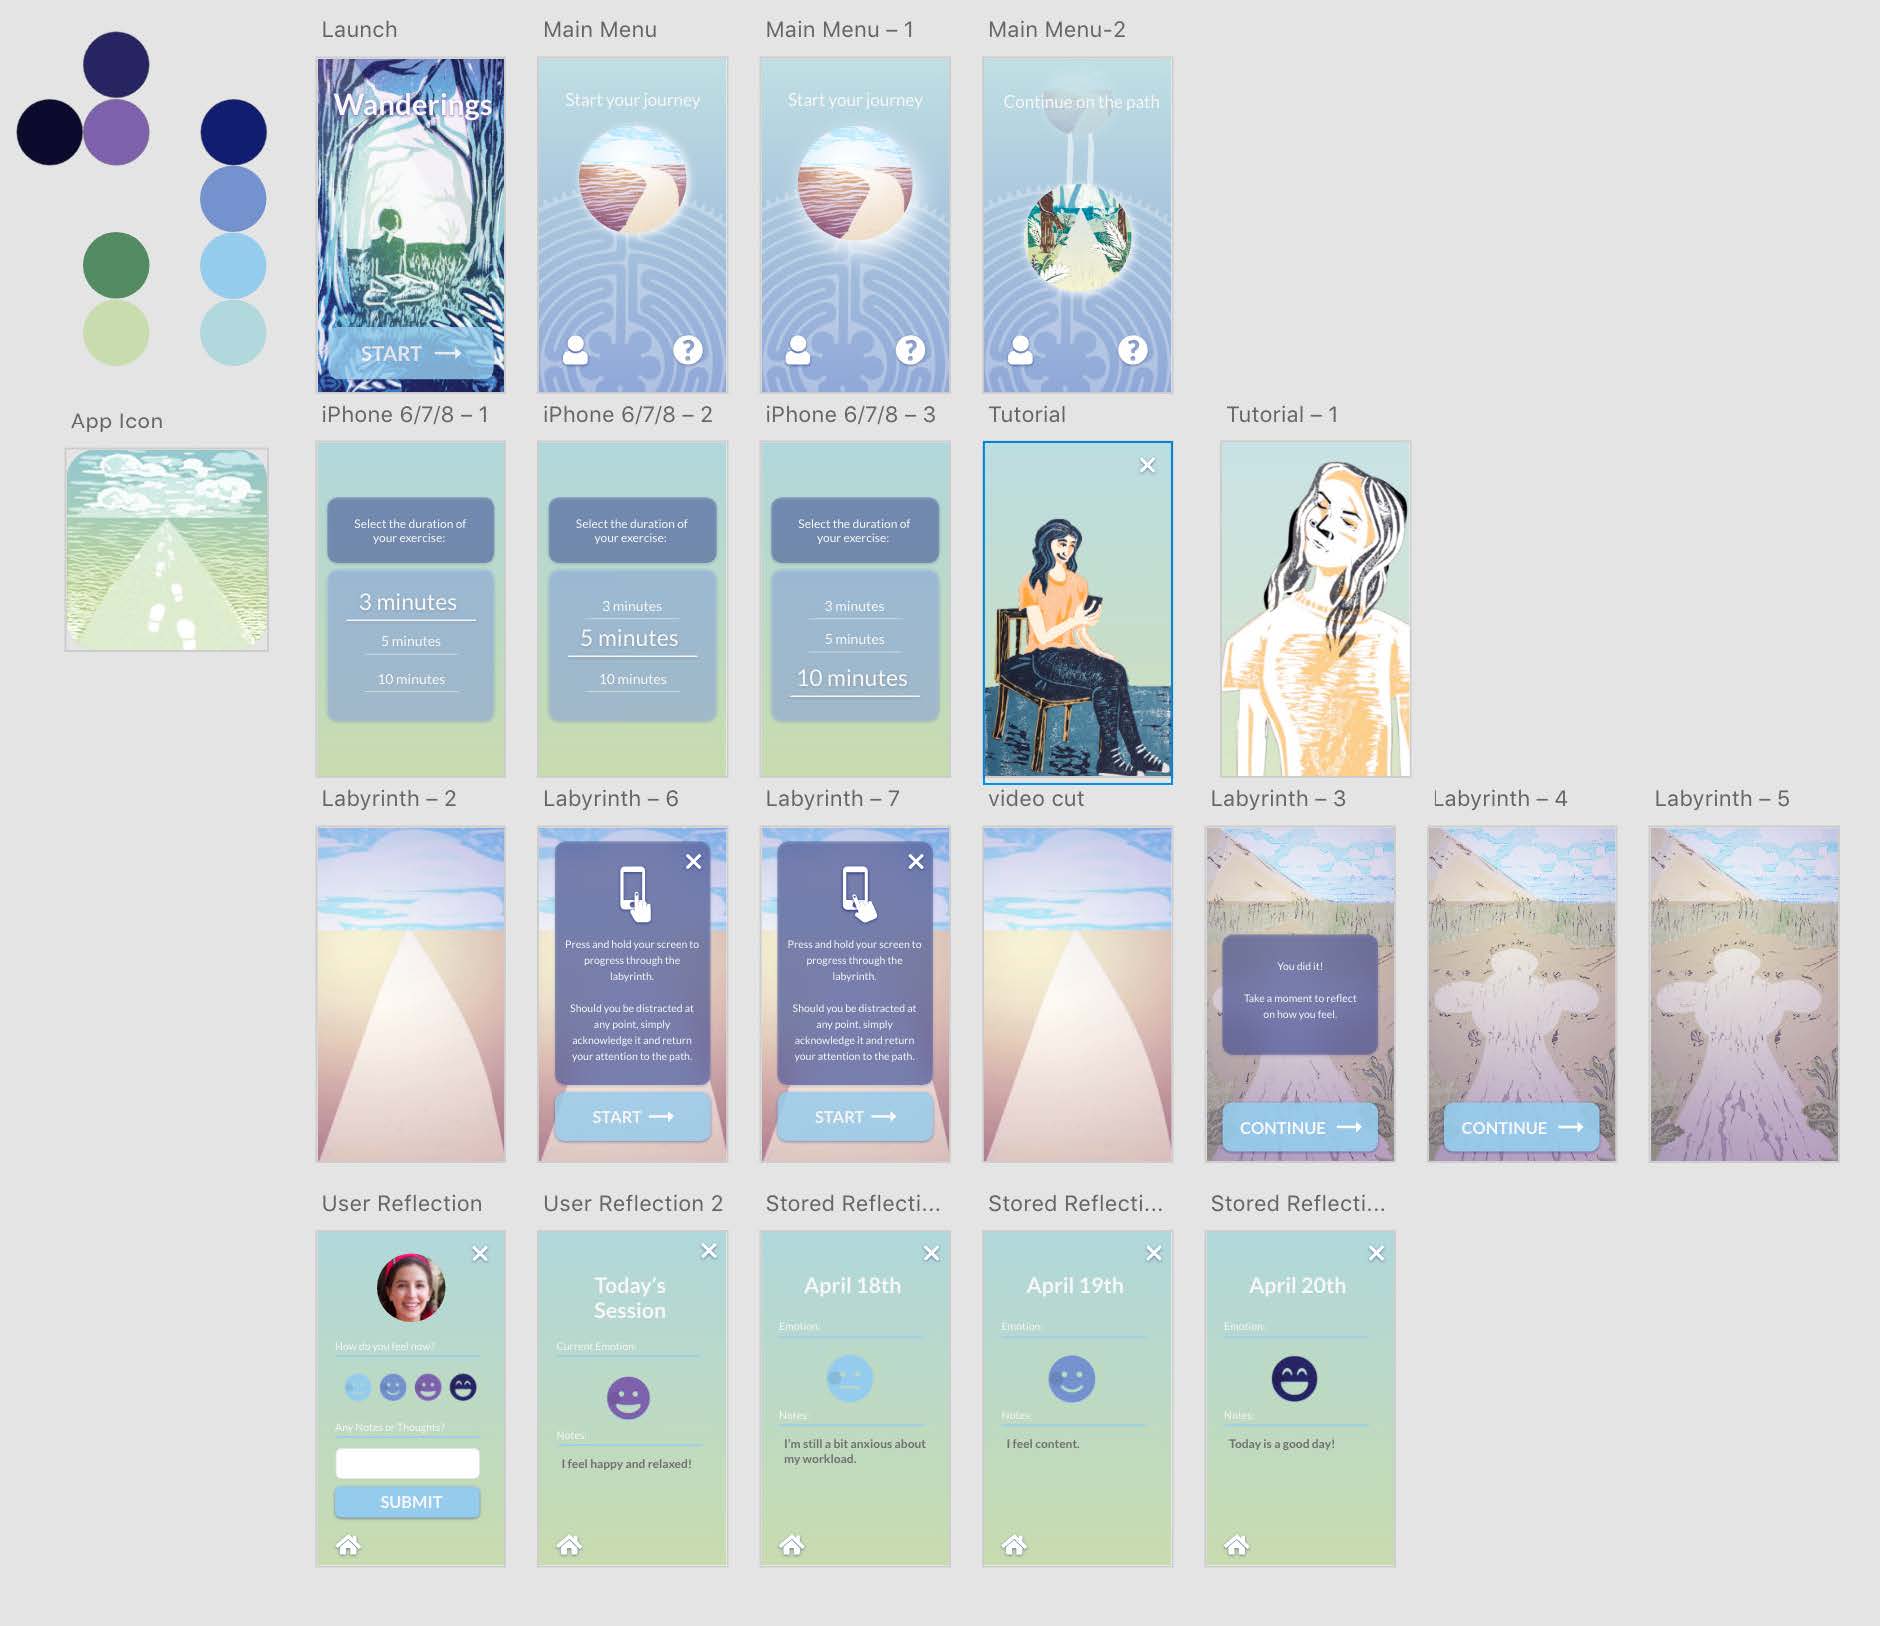 Launch
Main Menu
Main Menu – 1
Main Menu-2
Wanderings
START
Start your journey
Start your journey
Continue on the path
App Icon
iPhone 6/7/8 – 1
iPhone 6/7/8 – 2
iPhone 6/7/8 – 3
Tutorial
Tutorial – 1
Select the duration of
your exercise:
3 minutes
5 minutes
10 minutes
Select the duration of
your exercise:
3 minutes
5 minutes
10 minutes
Select the duration of
your exercise:
3 minutes
5 minutes
10 minutes
Labyrinth – 2
Labyrinth – 6
Labyrinth – 7
video cut
Labyrinth – 3
Labyrinth – 4
Labyrinth – 5
Press and hold your screen to
progress through the
labyrinth.
Should you be distracted at
any point, simply
acknowledge it and return
your attention to the path.
START
Press and hold your screen to
progress through the
labyrinth.
Should you be distracted at
any point, simply
acknowledge it and return
your attention to the path.
START
You did it!
Take a moment to reflect
on how you feel.
CONTINUE
CONTINUE
User Reflection
User Reflection 2
Stored Reflecti...
Stored Reflecti...
Stored Reflecti...
How do you feel now?
Any Notes or Thoughts?
SUBMIT
Today's
Session
Current Emotion:
Notes:
I feel happy and relaxed!
April 18th
Emotion:
Notes:
I'm still a bit anxious about
my workload.
April 19th
Emotion:
Notes:
I feel content.
April 20th
Emotion:
Notes:
Today is a good day!